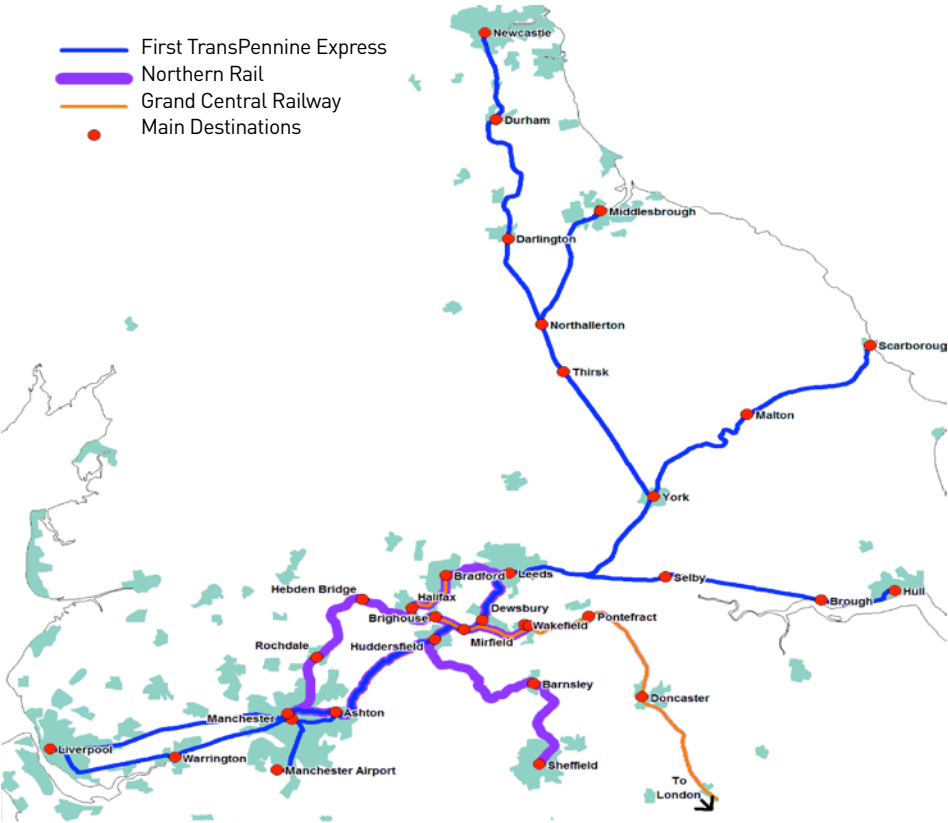 First TransPennine Express
Northern Rail
Grand Central Railway
Main Destinations
Newcastle
Durham
Middlesbrough
Darlington
Northallerton
Scarboroug
Thirsk
Malton
York
Bradford
Leeds
Selby
Hebden Bridge
Halifax
Brough
Hull
Dewsbury
Brighouse
Wakefield
Pontefract
Mirfield
Huddersfield
Rochdale
Barnsley
Doncaster
Manchester
Ashton
Liverpool
Warrington
Manchester Airport
Sheffield
To
London